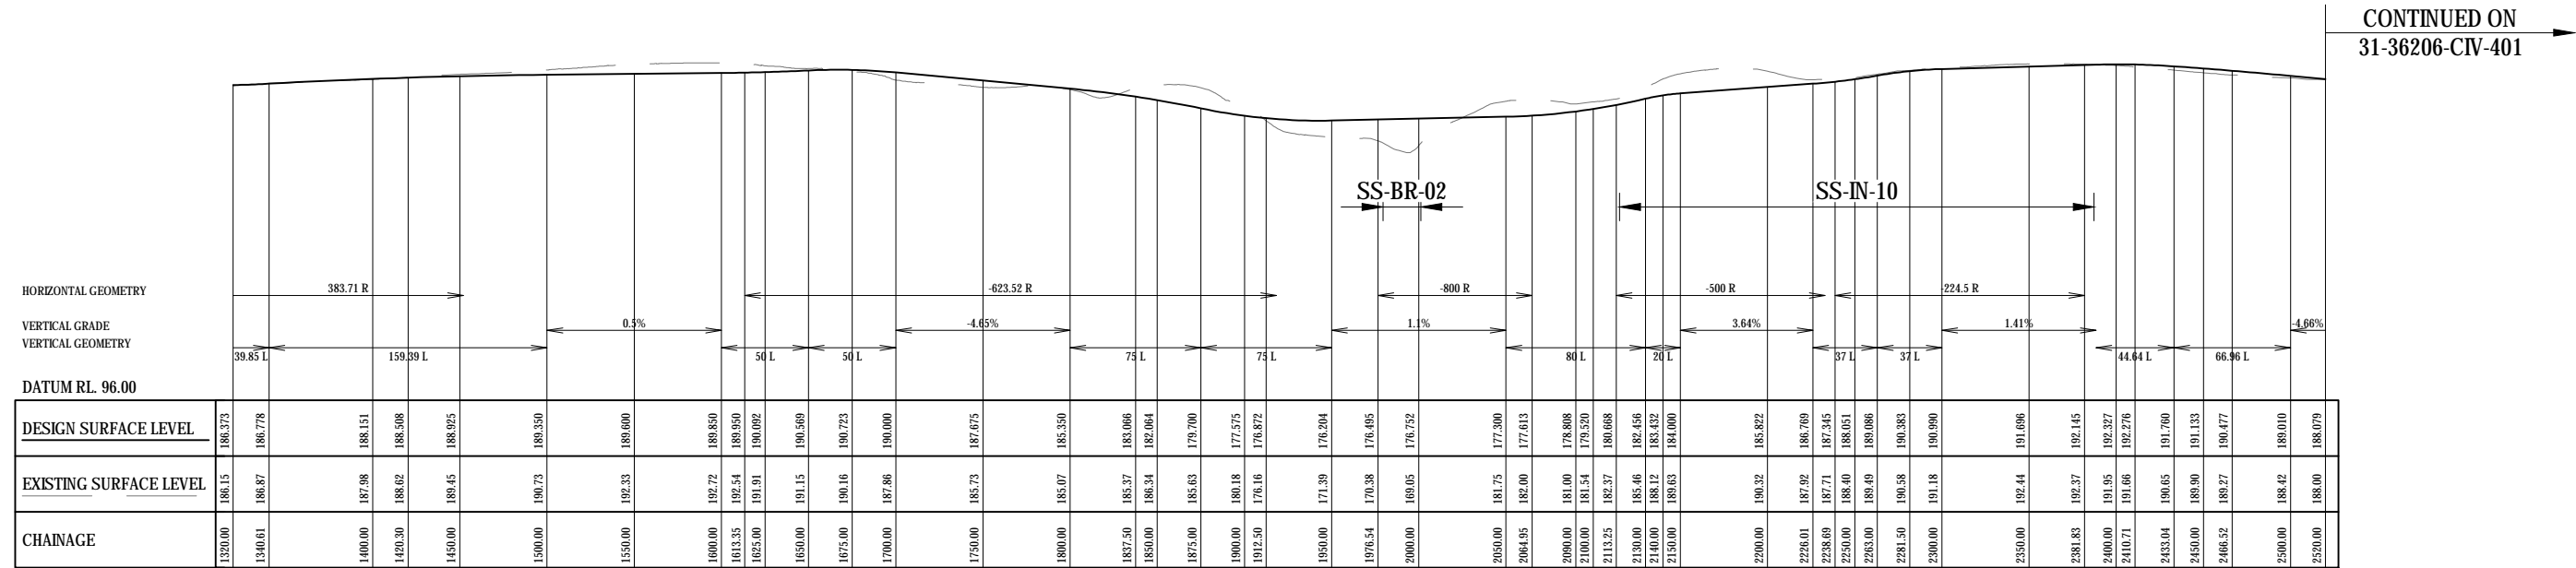 CONTINUED ON
31-36206-CIV-401
SS-BR-02
SS-IN-10
HORIZONTAL GEOMETRY 383.71 R -623.52 R -800 R -500 R -224.5 R
VERTICAL GRADE 0.5% -4.65% 1.1% 3.64% 1.41% -4.66%
VERTICAL GEOMETRY
39.85 L 159.39 L 50 L 50 L 75 L 75 L 80 L 20 L 37 L 37 L 44.64 L 66.96 L
DATUM RL. 96.00
DESIGN SURFACE LEVEL 186.373 186.778 188.151 188.508 188.925 189.350 189.600 189.850 189.950 190.092 190.569 190.723 190.000 187.675 185.350 183.066 182.064 179.700 177.575 176.872 176.204 176.495 176.752 177.300 177.613 178.808 179.520 180.668 182.456 183.432 184.000 185.822 186.769 187.345 188.051 189.086 190.383 190.990 191.696 192.145 192.327 192.276 191.760 191.133 190.477 189.010 188.079
EXISTING SURFACE LEVEL 186.15 186.87 187.98 188.62 189.45 190.73 192.33 192.72 192.54 191.91 191.15 190.16 187.86 185.73 185.07 185.37 186.34 185.63 180.18 176.16 171.39 170.38 169.05 181.75 182.00 181.00 181.54 182.37 185.46 188.12 189.63 190.32 187.92 187.71 188.40 189.49 190.58 191.18 192.44 192.37 191.95 191.66 190.65 189.90 189.27 188.42 188.00
CHAINAGE 1320.00 1340.61 1400.00 1420.30 1450.00 1500.00 1550.00 1600.00 1613.35 1625.00 1650.00 1675.00 1700.00 1750.00 1800.00 1837.50 1850.00 1875.00 1900.00 1912.50 1950.00 1976.54 2000.00 2050.00 2064.95 2090.00 2100.00 2113.25 2130.00 2140.00 2150.00 2200.00 2226.01 2238.69 2250.00 2263.00 2281.50 2300.00 2350.00 2381.83 2400.00 2410.71 2433.04 2450.00 2466.52 2500.00 2520.00